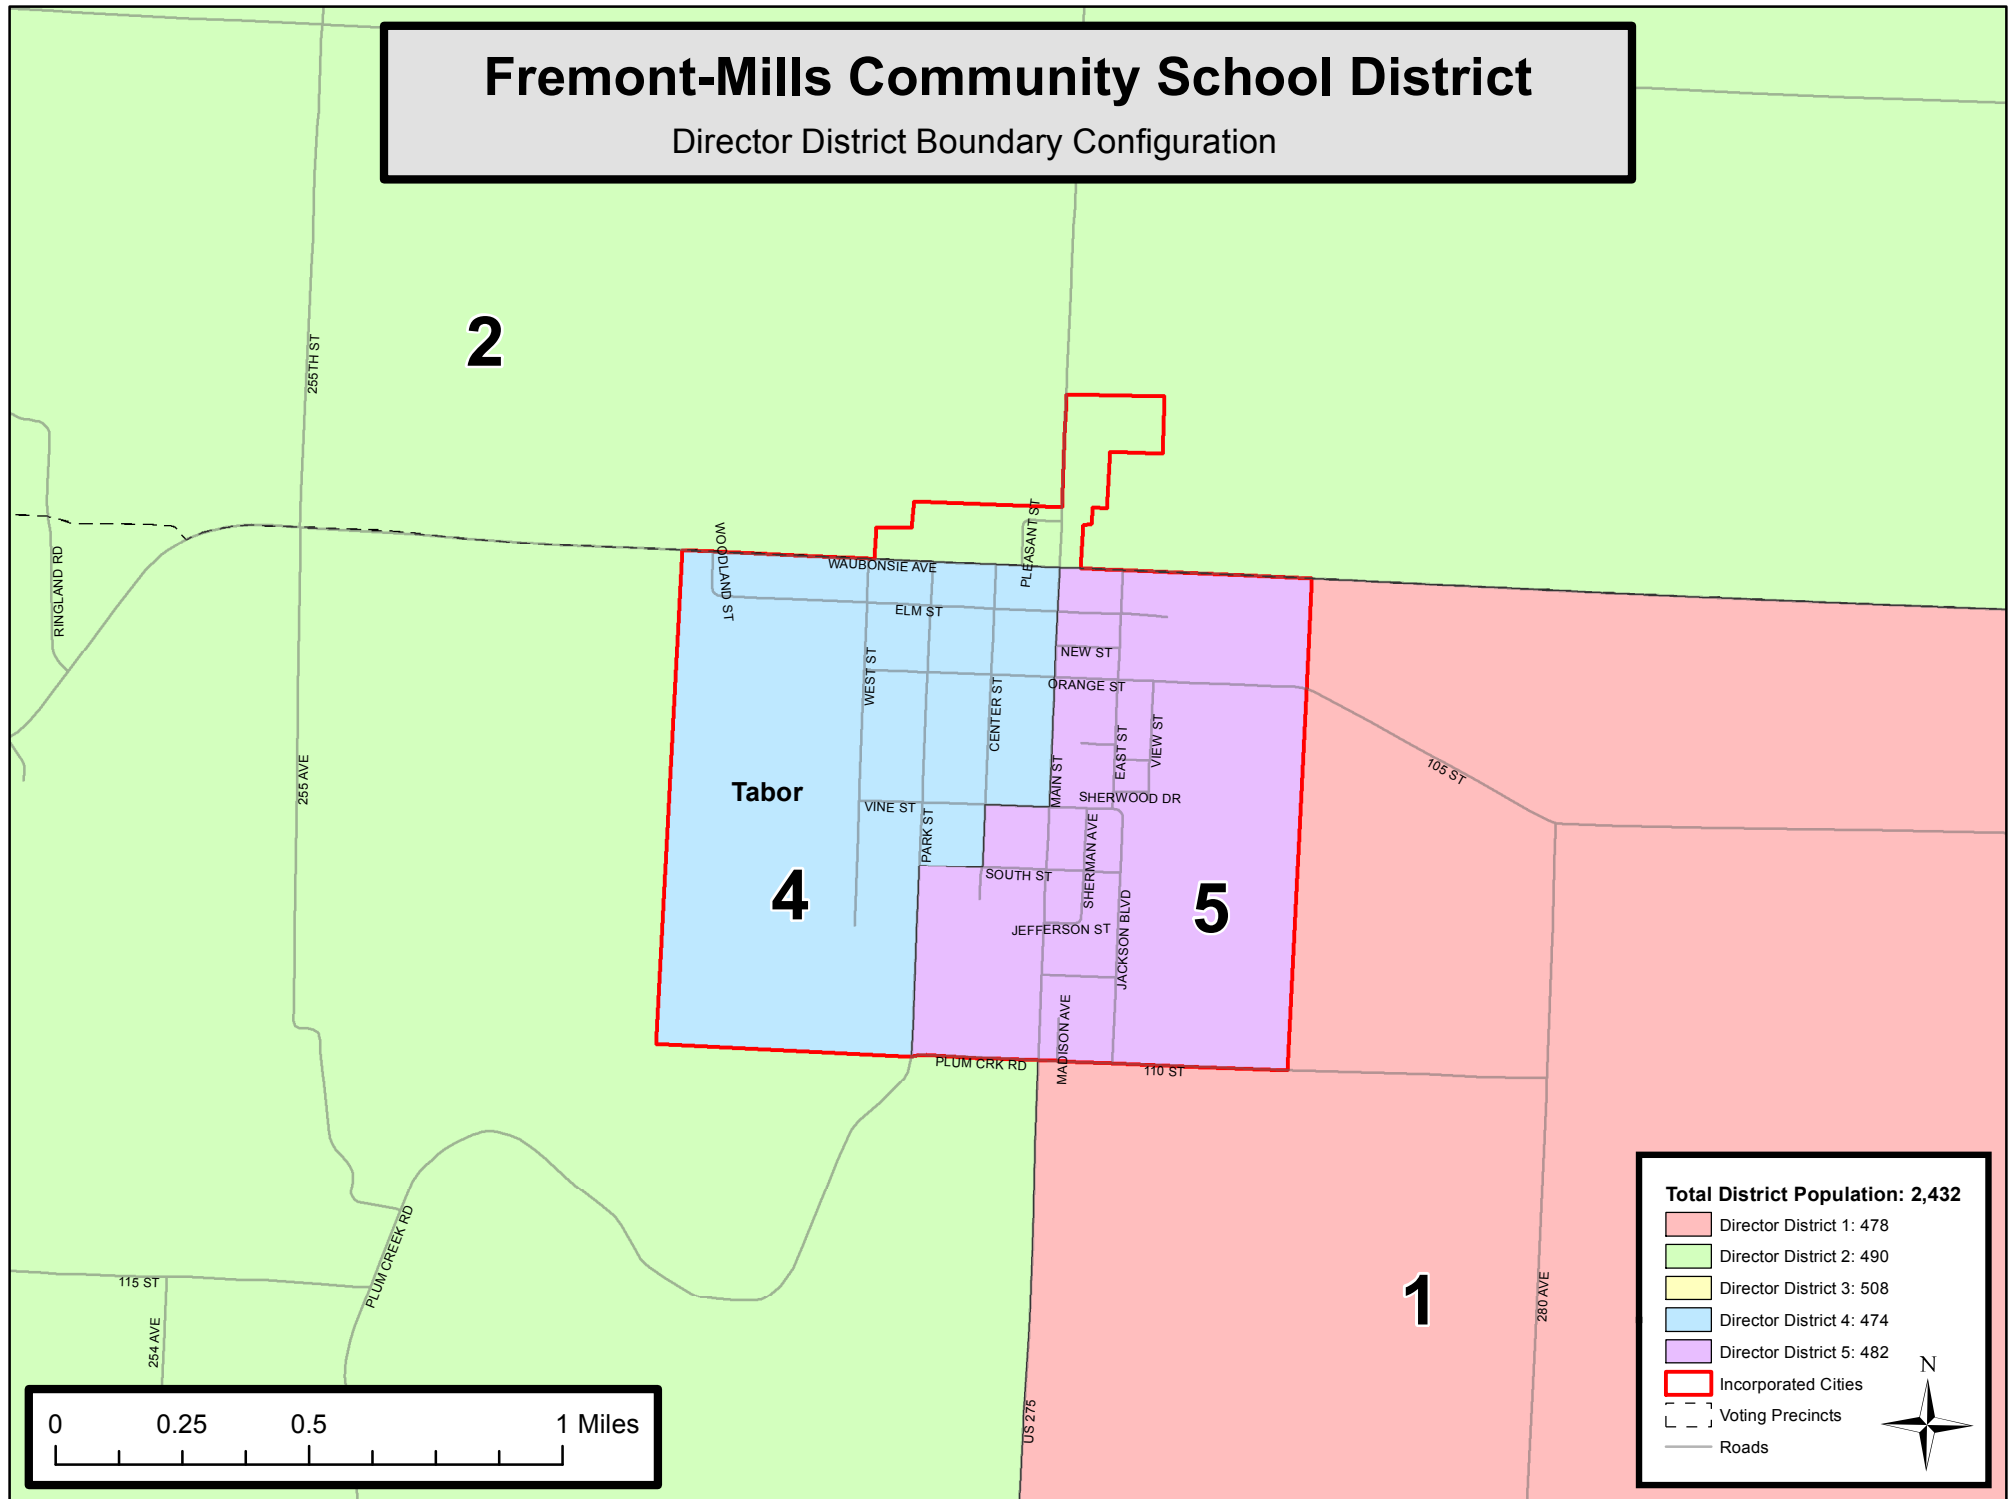 Fremont-Mills Community School District
Director District Boundary Configuration
2
255TH ST
RINGLAND RD
WOODLAND ST
WAUBONSIE AVE
PLEASANT ST
ELM ST
NEW ST
WEST ST
ORANGE ST
CENTER ST
EAST ST
VIEW ST
255 AVE
Tabor
MAIN ST
105 ST
SHERWOOD DR
VINE ST
PARK ST
SHERMAN AVE
SOUTH ST
4
5
JEFFERSON ST
JACKSON BLVD
MADISON AVE
PLUM CRK RD
110 ST
PLUM CREEK RD
115 ST
254 AVE
US 275
1
280 AVE
Total District Population: 2,432
Director District 1: 478
Director District 2: 490
Director District 3: 508
Director District 4: 474
Director District 5: 482
Incorporated Cities
Voting Precincts
Roads
N
0 0.25 0.5 1 Miles